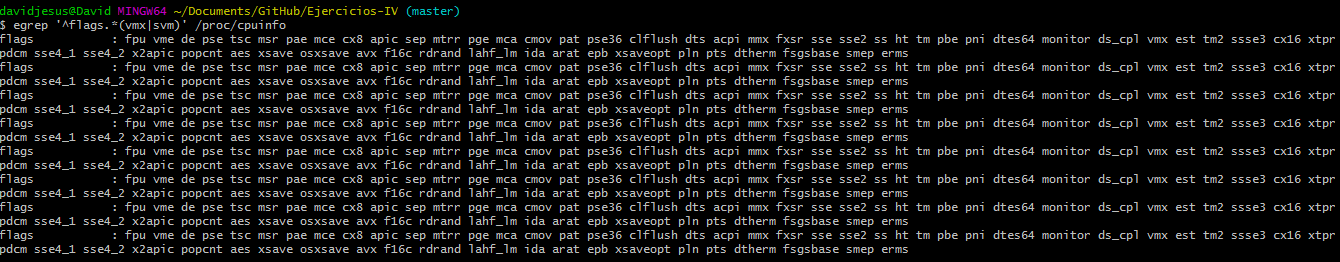 davidjesus@David MINGW64 ~/Documents/GitHub/Ejercicios-IV (master)
$ egrep '^flags.*(vmx|svm)' /proc/cpuinfo
flags           : fpu vme de pse tsc msr pae mce cx8 apic sep mtrr pge mca cmov pat pse36 clflush dts acpi mmx fxsr sse sse2 ss ht tm pbe pni dtes64 monitor ds_cpl vmx est tm2 ssse3 cx16 xtpr
pdcm sse4_1 sse4_2 x2apic popcnt aes xsave osxsave avx f16c rdrand lahf_lm ida arat epb xsaveopt pln pts dtherm fsgsbase smep erms
flags           : fpu vme de pse tsc msr pae mce cx8 apic sep mtrr pge mca cmov pat pse36 clflush dts acpi mmx fxsr sse sse2 ss ht tm pbe pni dtes64 monitor ds_cpl vmx est tm2 ssse3 cx16 xtpr
pdcm sse4_1 sse4_2 x2apic popcnt aes xsave osxsave avx f16c rdrand lahf_lm ida arat epb xsaveopt pln pts dtherm fsgsbase smep erms
flags           : fpu vme de pse tsc msr pae mce cx8 apic sep mtrr pge mca cmov pat pse36 clflush dts acpi mmx fxsr sse sse2 ss ht tm pbe pni dtes64 monitor ds_cpl vmx est tm2 ssse3 cx16 xtpr
pdcm sse4_1 sse4_2 x2apic popcnt aes xsave osxsave avx f16c rdrand lahf_lm ida arat epb xsaveopt pln pts dtherm fsgsbase smep erms
flags           : fpu vme de pse tsc msr pae mce cx8 apic sep mtrr pge mca cmov pat pse36 clflush dts acpi mmx fxsr sse sse2 ss ht tm pbe pni dtes64 monitor ds_cpl vmx est tm2 ssse3 cx16 xtpr
pdcm sse4_1 sse4_2 x2apic popcnt aes xsave osxsave avx f16c rdrand lahf_lm ida arat epb xsaveopt pln pts dtherm fsgsbase smep erms
flags           : fpu vme de pse tsc msr pae mce cx8 apic sep mtrr pge mca cmov pat pse36 clflush dts acpi mmx fxsr sse sse2 ss ht tm pbe pni dtes64 monitor ds_cpl vmx est tm2 ssse3 cx16 xtpr
pdcm sse4_1 sse4_2 x2apic popcnt aes xsave osxsave avx f16c rdrand lahf_lm ida arat epb xsaveopt pln pts dtherm fsgsbase smep erms
flags           : fpu vme de pse tsc msr pae mce cx8 apic sep mtrr pge mca cmov pat pse36 clflush dts acpi mmx fxsr sse sse2 ss ht tm pbe pni dtes64 monitor ds_cpl vmx est tm2 ssse3 cx16 xtpr
pdcm sse4_1 sse4_2 x2apic popcnt aes xsave osxsave avx f16c rdrand lahf_lm ida arat epb xsaveopt pln pts dtherm fsgsbase smep erms
flags           : fpu vme de pse tsc msr pae mce cx8 apic sep mtrr pge mca cmov pat pse36 clflush dts acpi mmx fxsr sse sse2 ss ht tm pbe pni dtes64 monitor ds_cpl vmx est tm2 ssse3 cx16 xtpr
pdcm sse4_1 sse4_2 x2apic popcnt aes xsave osxsave avx f16c rdrand lahf_lm ida arat epb xsaveopt pln pts dtherm fsgsbase smep erms
flags           : fpu vme de pse tsc msr pae mce cx8 apic sep mtrr pge mca cmov pat pse36 clflush dts acpi mmx fxsr sse sse2 ss ht tm pbe pni dtes64 monitor ds_cpl vmx est tm2 ssse3 cx16 xtpr
pdcm sse4_1 sse4_2 x2apic popcnt aes xsave osxsave avx f16c rdrand lahf_lm ida arat epb xsaveopt pln pts dtherm fsgsbase smep erms